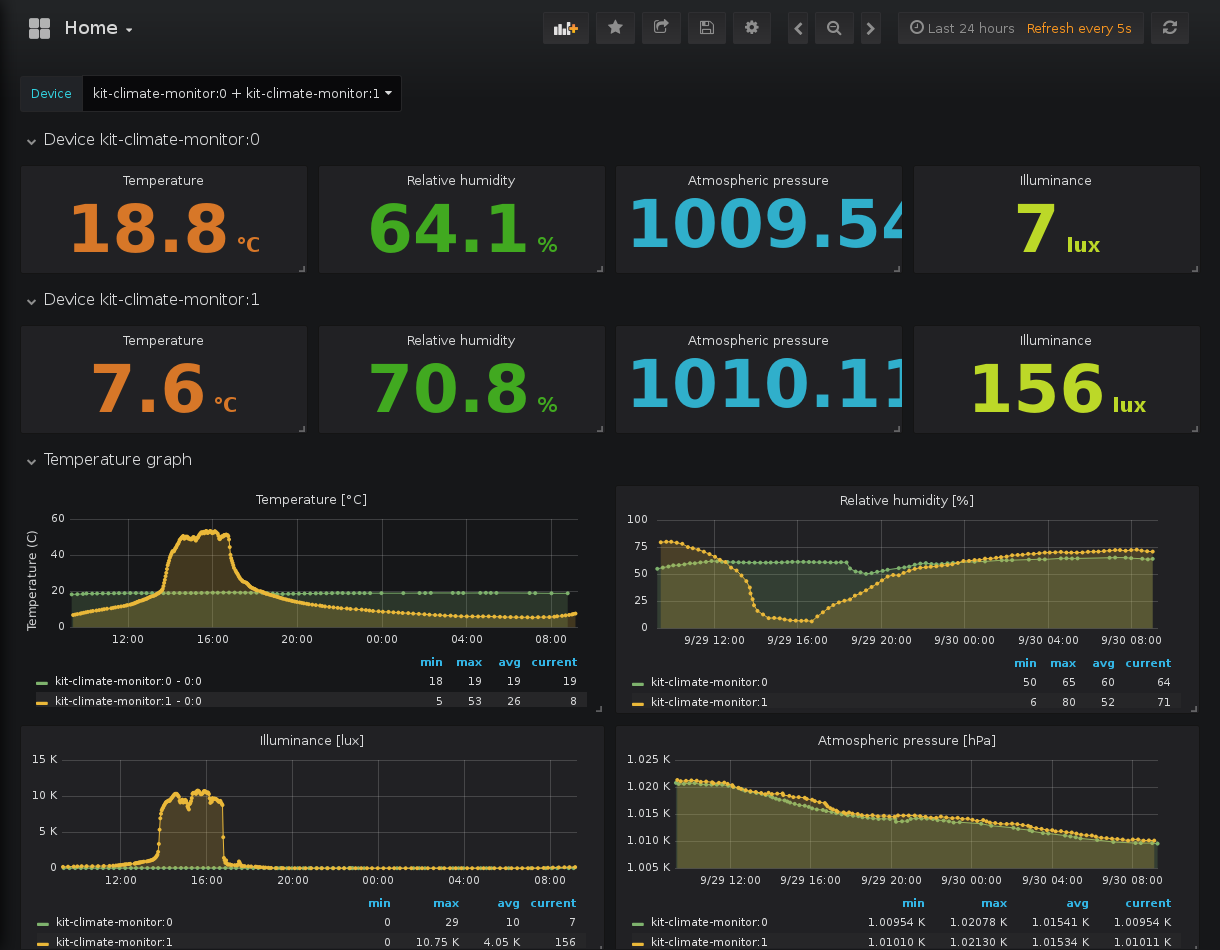 Home
Last 24 hours Refresh every 5s
Device kit-climate-monitor:0 + kit-climate-monitor:1
Device kit-climate-monitor:0
Temperature Relative humidity Atmospheric pressure Illuminance
18.8 °C 64.1 % 1009.54 7 lux
Device kit-climate-monitor:1
Temperature Relative humidity Atmospheric pressure Illuminance
7.6 °C 70.8 % 1010.11 156 lux
Temperature graph
Temperature [°C]
Temperature (C)
60
40
20
0
12:00 16:00 20:00 00:00 04:00 08:00
min max avg current
kit-climate-monitor:0 - 0:0 18 19 19 19
kit-climate-monitor:1 - 0:0 5 53 26 8
Relative humidity [%]
100
75
50
25
0
9/29 12:00 9/29 16:00 9/29 20:00 9/30 00:00 9/30 04:00 9/30 08:00
min max avg current
kit-climate-monitor:0 50 65 60 64
kit-climate-monitor:1 6 80 52 71
Illuminance [lux]
15 K
10 K
5 K
0
12:00 16:00 20:00 00:00 04:00 08:00
min max avg current
kit-climate-monitor:0 0 29 10 7
kit-climate-monitor:1 0 10.75 K 4.05 K 156
Atmospheric pressure [hPa]
1.025 K
1.020 K
1.015 K
1.010 K
1.005 K
9/29 12:00 9/29 16:00 9/29 20:00 9/30 00:00 9/30 04:00 9/30 08:00
min max avg current
kit-climate-monitor:0 1.00954 K 1.02078 K 1.01541 K 1.00954 K
kit-climate-monitor:1 1.01010 K 1.02130 K 1.01534 K 1.01011 K